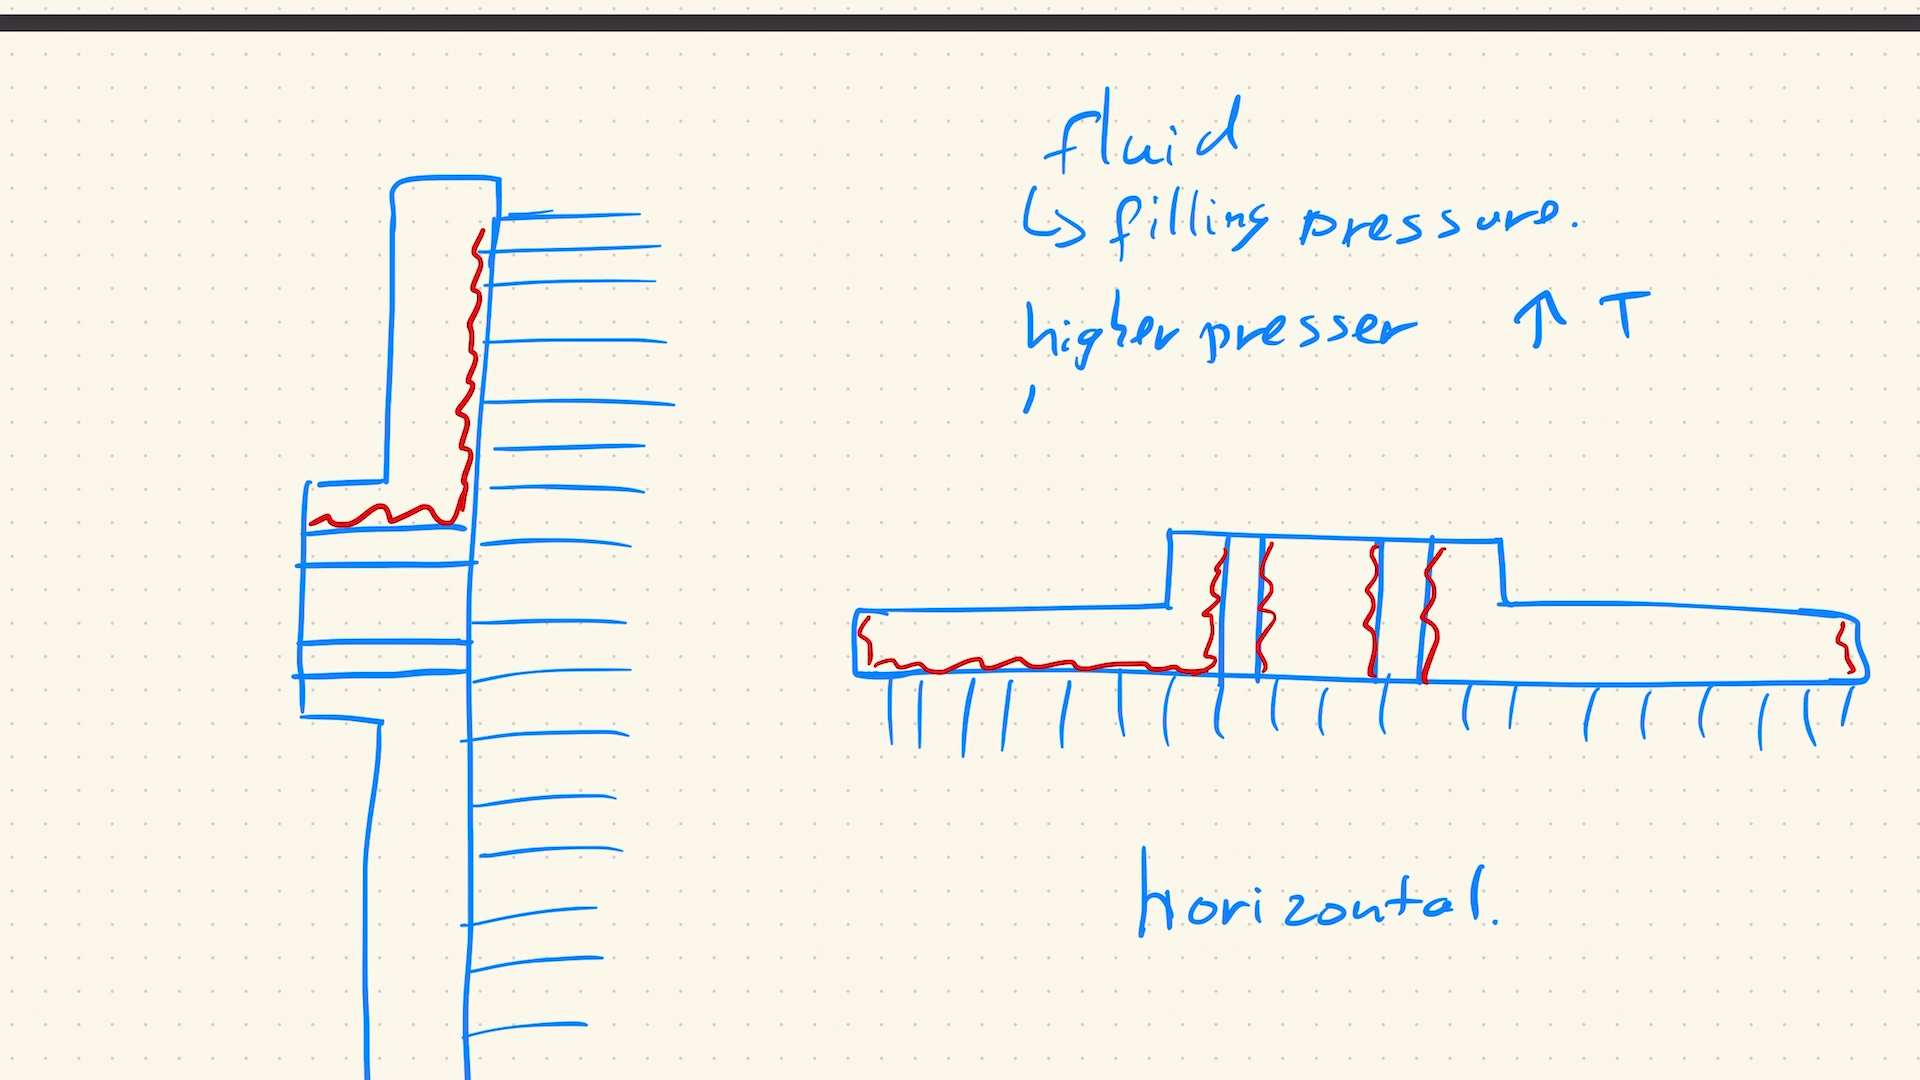 fluid
↳ filling pressure.
higher presser ↑ T
horizontal.